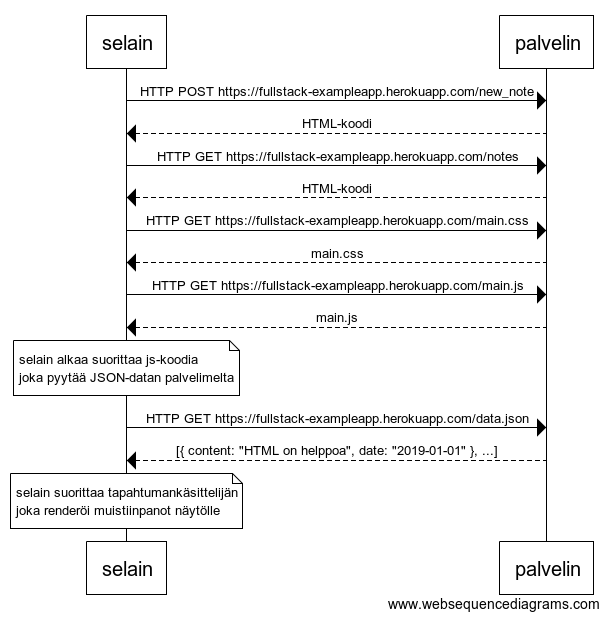 selain
palvelin
HTTP POST https://fullstack-exampleapp.herokuapp.com/new_note
HTML-koodi
HTTP GET https://fullstack-exampleapp.herokuapp.com/notes
HTML-koodi
HTTP GET https://fullstack-exampleapp.herokuapp.com/main.css
main.css
HTTP GET https://fullstack-exampleapp.herokuapp.com/main.js
main.js
selain alkaa suorittaa js-koodia
joka pyytää JSON-datan palvelimelta
HTTP GET https://fullstack-exampleapp.herokuapp.com/data.json
[{ content: "HTML on helppoa", date: "2019-01-01" }, ...]
selain suorittaa tapahtumankäsittelijän
joka renderöi muistiinpanot näytölle
selain
palvelin
www.websequencediagrams.com